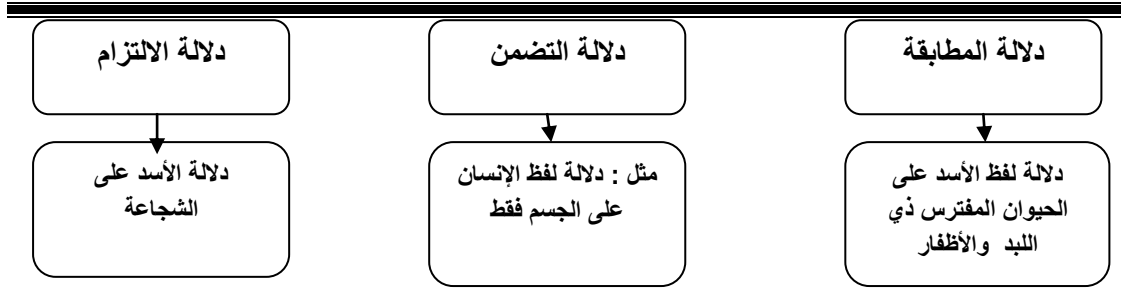 دلالة المطابقة
دلالة التضمن
دلالة الالتزام
دلالة لفظ الأسد على
الحيوان المفترس ذي
اللبد والأظفار
مثل : دلالة لفظ الإنسان
على الجسم فقط
دلالة الأسد على
الشجاعة